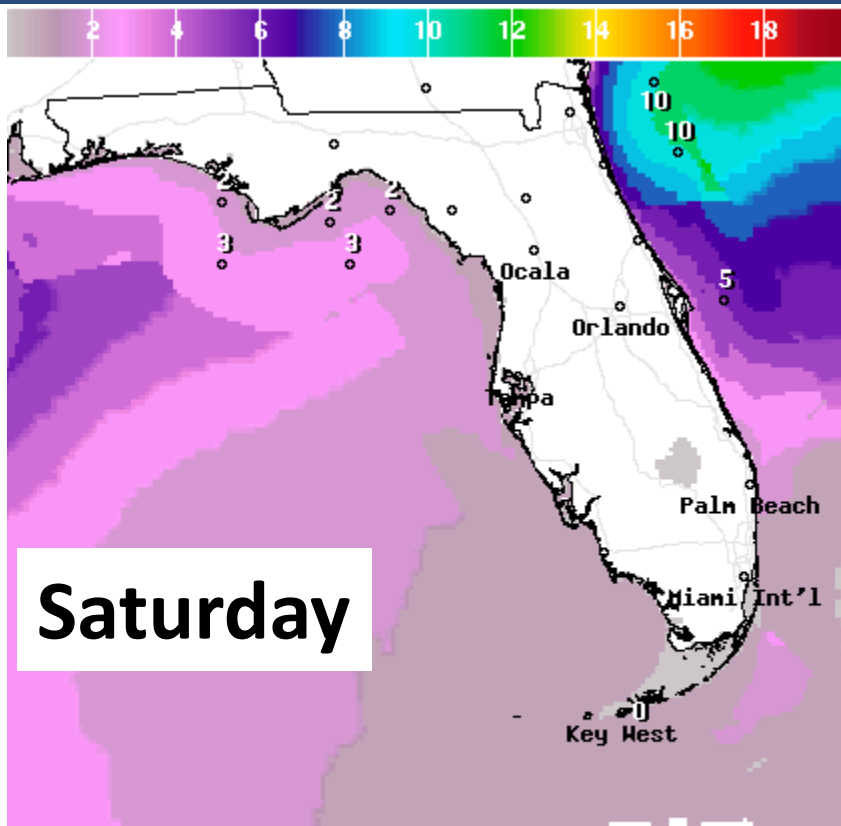 2 4 6 8 10 12 14 16 18
10
10
2 2 2
3 3
5
Ocala
Orlando
Tampa
Palm Beach
Saturday
Miami Int'l
0
Key West